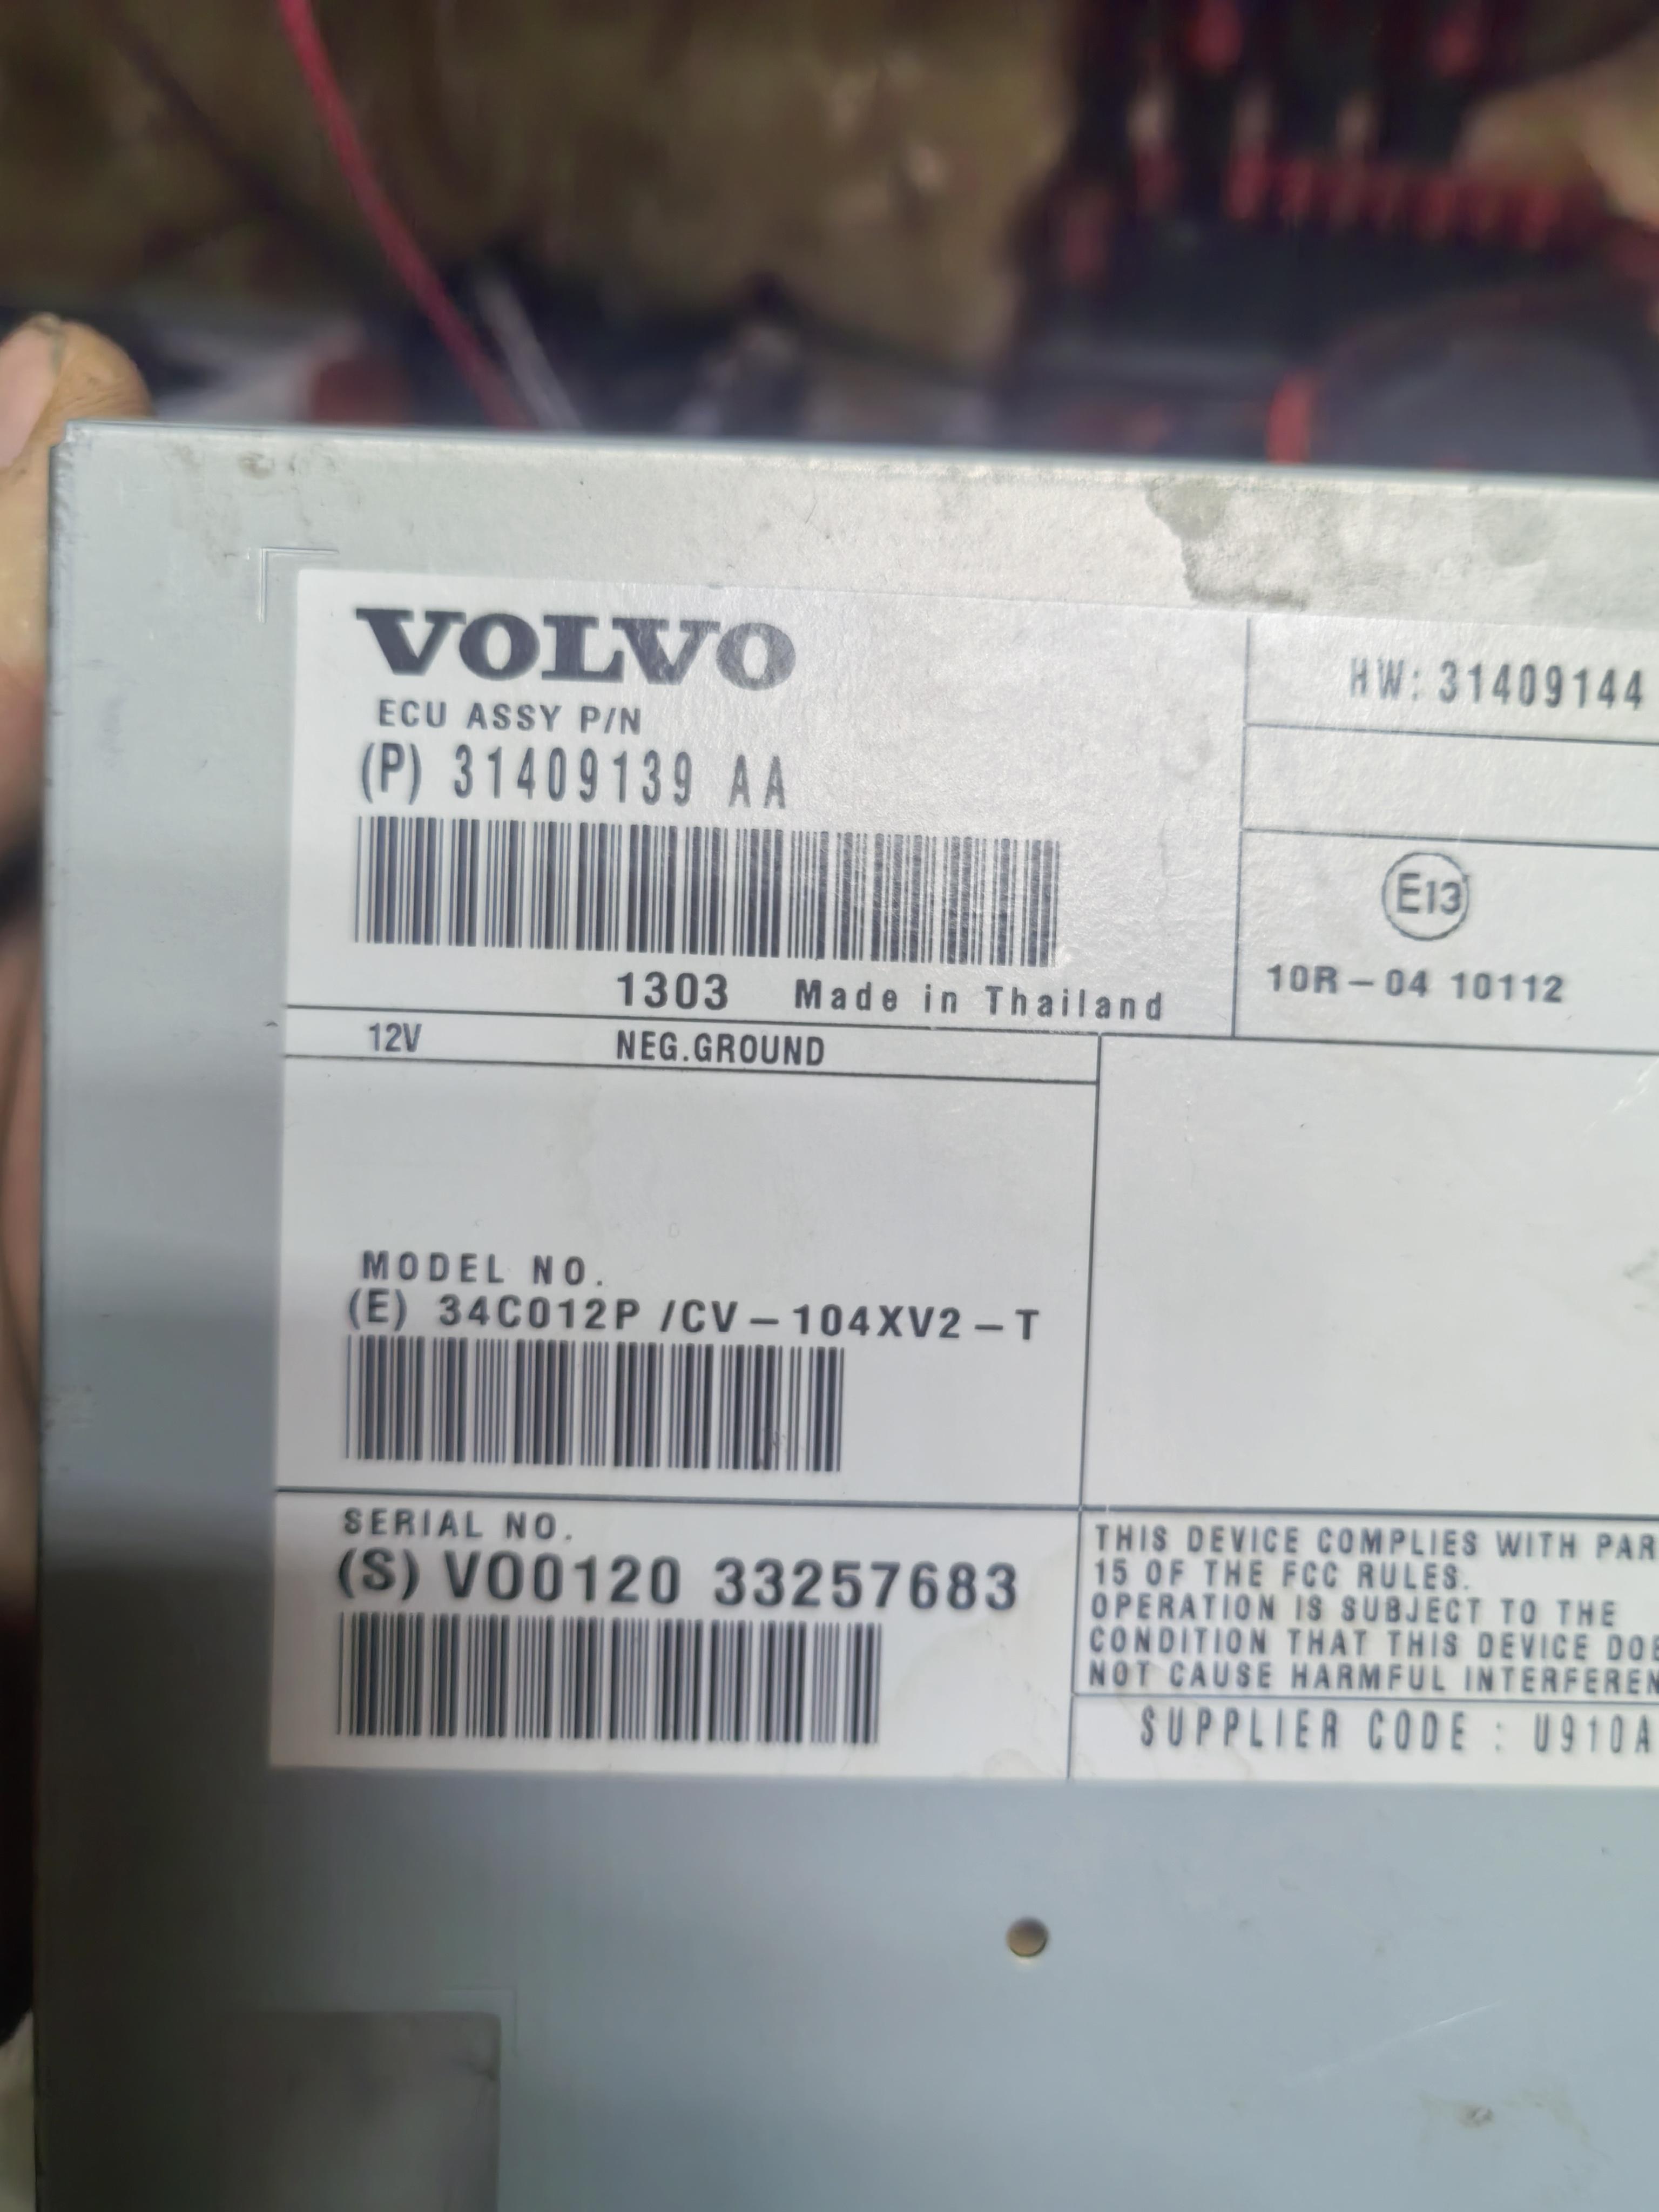 VOLVO
ECU ASSY P/N
(P) 31409139 AA
1303 Made in Thailand
HW: 31409144
E13
10R-04 10112
12V NEG.GROUND
MODEL NO.
(E) 34C012P /CV-104XV2-T
SERIAL NO.
(S) VO0120 33257683
THIS DEVICE COMPLIES WITH PAR
15 OF THE FCC RULES.
OPERATION IS SUBJECT TO THE
CONDITION THAT THIS DEVICE DOE
NOT CAUSE HARMFUL INTERFEREN
SUPPLIER CODE : U910A